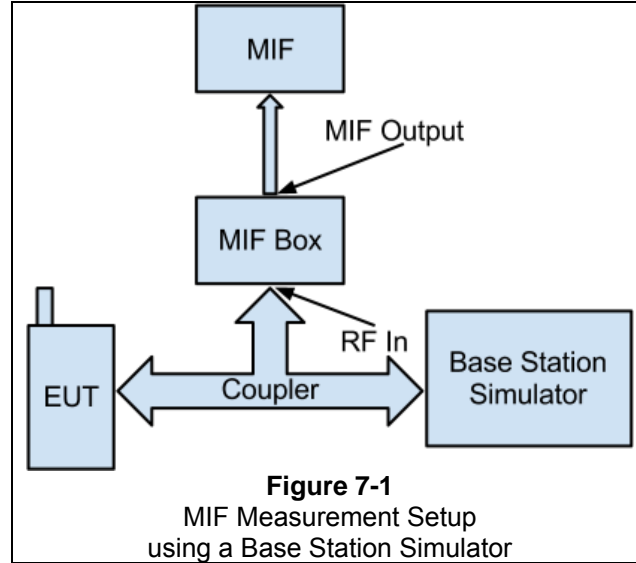 MIF
MIF Output
MIF Box
RF In
EUT
Coupler
Base Station
Simulator
Figure 7-1
MIF Measurement Setup
using a Base Station Simulator